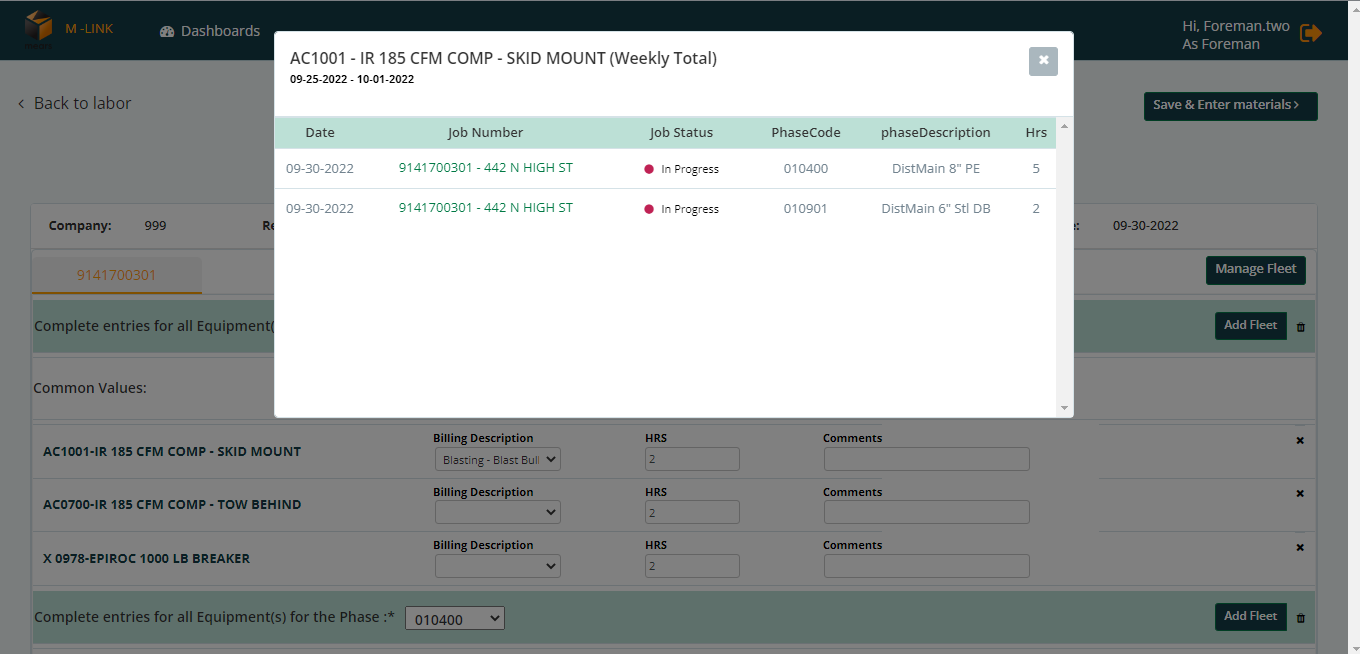 M -LINK
Dashboards
Hi, Foreman.two
As Foreman
AC1001 - IR 185 CFM COMP - SKID MOUNT (Weekly Total)
09-25-2022 - 10-01-2022
Back to labor
Save & Enter materials
Date Job Number Job Status PhaseCode phaseDescription Hrs
09-30-2022 9141700301 - 442 N HIGH ST In Progress 010400 DistMain 8" PE 5
09-30-2022 9141700301 - 442 N HIGH ST In Progress 010901 DistMain 6" Stl DB 2
Company: 999 Re : 09-30-2022
9141700301 Manage Fleet
Complete entries for all Equipment( Add Fleet
Common Values:
Billing Description HRS Comments
AC1001-IR 185 CFM COMP - SKID MOUNT Blasting - Blast Bull 2
Billing Description HRS Comments
AC0700-IR 185 CFM COMP - TOW BEHIND 2
Billing Description HRS Comments
X 0978-EPIROC 1000 LB BREAKER 2
Complete entries for all Equipment(s) for the Phase :* 010400 Add Fleet